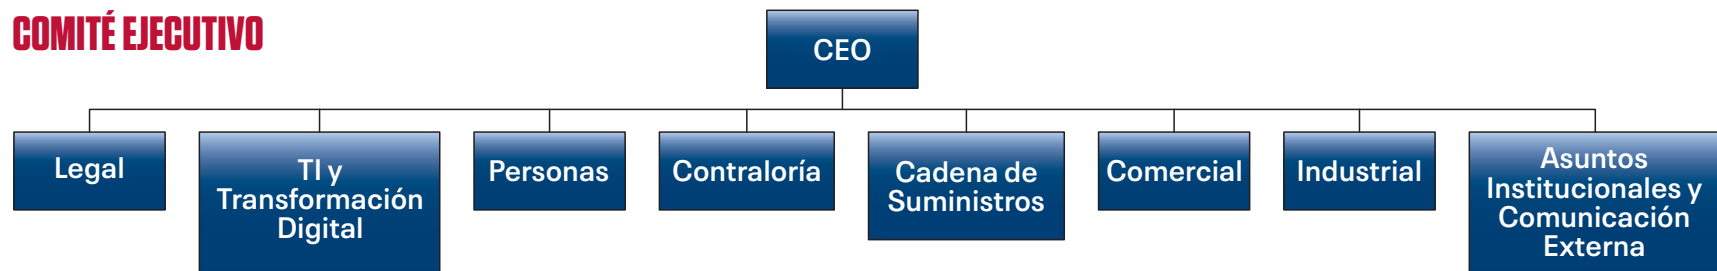 COMITÉ EJECUTIVO
CEO
Legal
TI y
Transformación
Digital
Personas
Contraloría
Cadena de
Suministros
Comercial
Industrial
Asuntos
Institucionales y
Comunicación
Externa